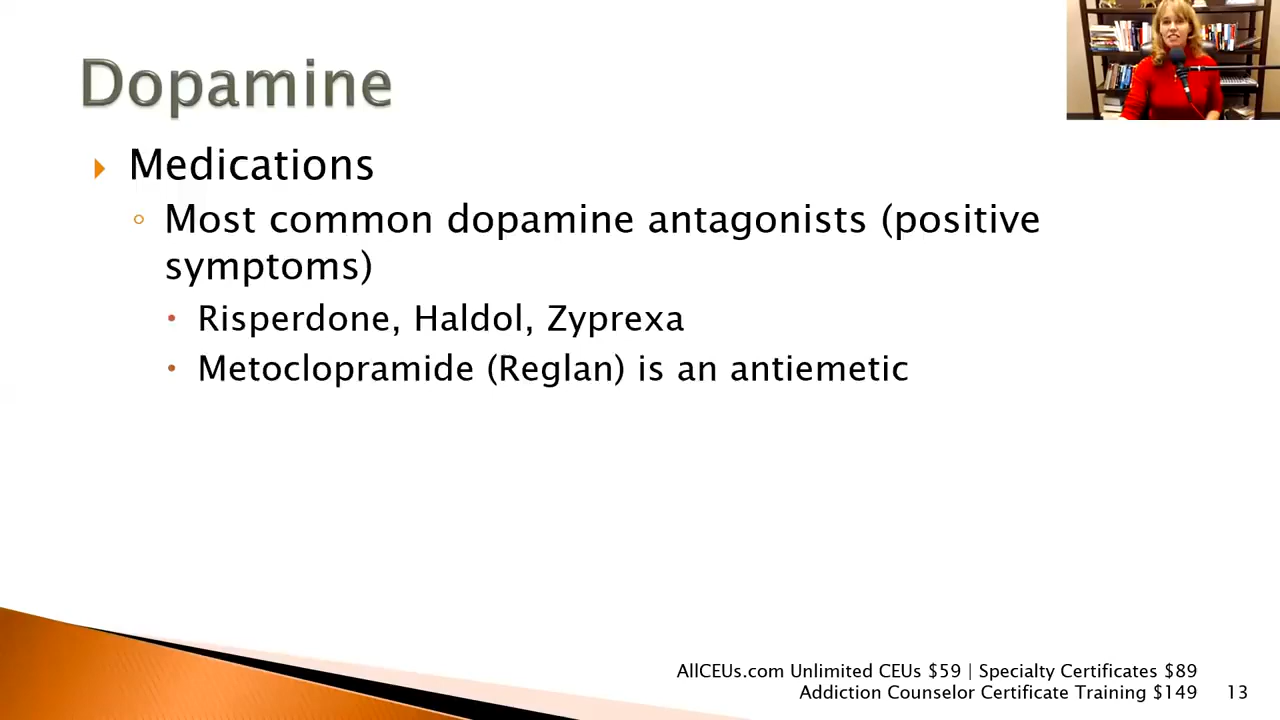 Dopamine
Medications
Most common dopamine antagonists (positive
symptoms)
Risperdone, Haldol, Zyprexa
Metoclopramide (Reglan) is an antiemetic
AllCEUs.com Unlimited CEUs $59 | Specialty Certificates $89
Addiction Counselor Certificate Training $149
13